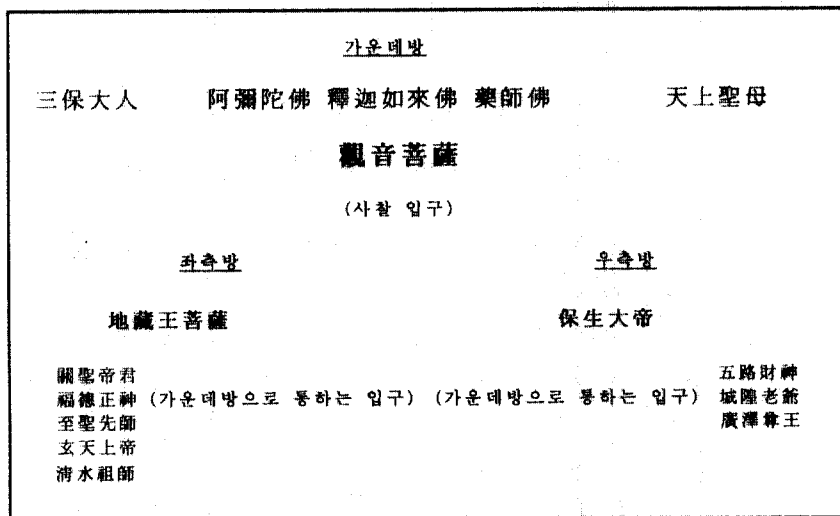 가운데방
三保大人 阿彌陀佛 釋迦如來佛 藥師佛 天上聖母
觀音菩薩
(사찰 입구)
좌측방 우측방
地藏王菩薩 保生大帝
關聖帝君 五路財神
福德正神 (가운데방으로 통하는 입구) (가운데방으로 통하는 입구) 城隍老爺
至聖先師 廣澤尊王
玄天上帝
淸水祖師